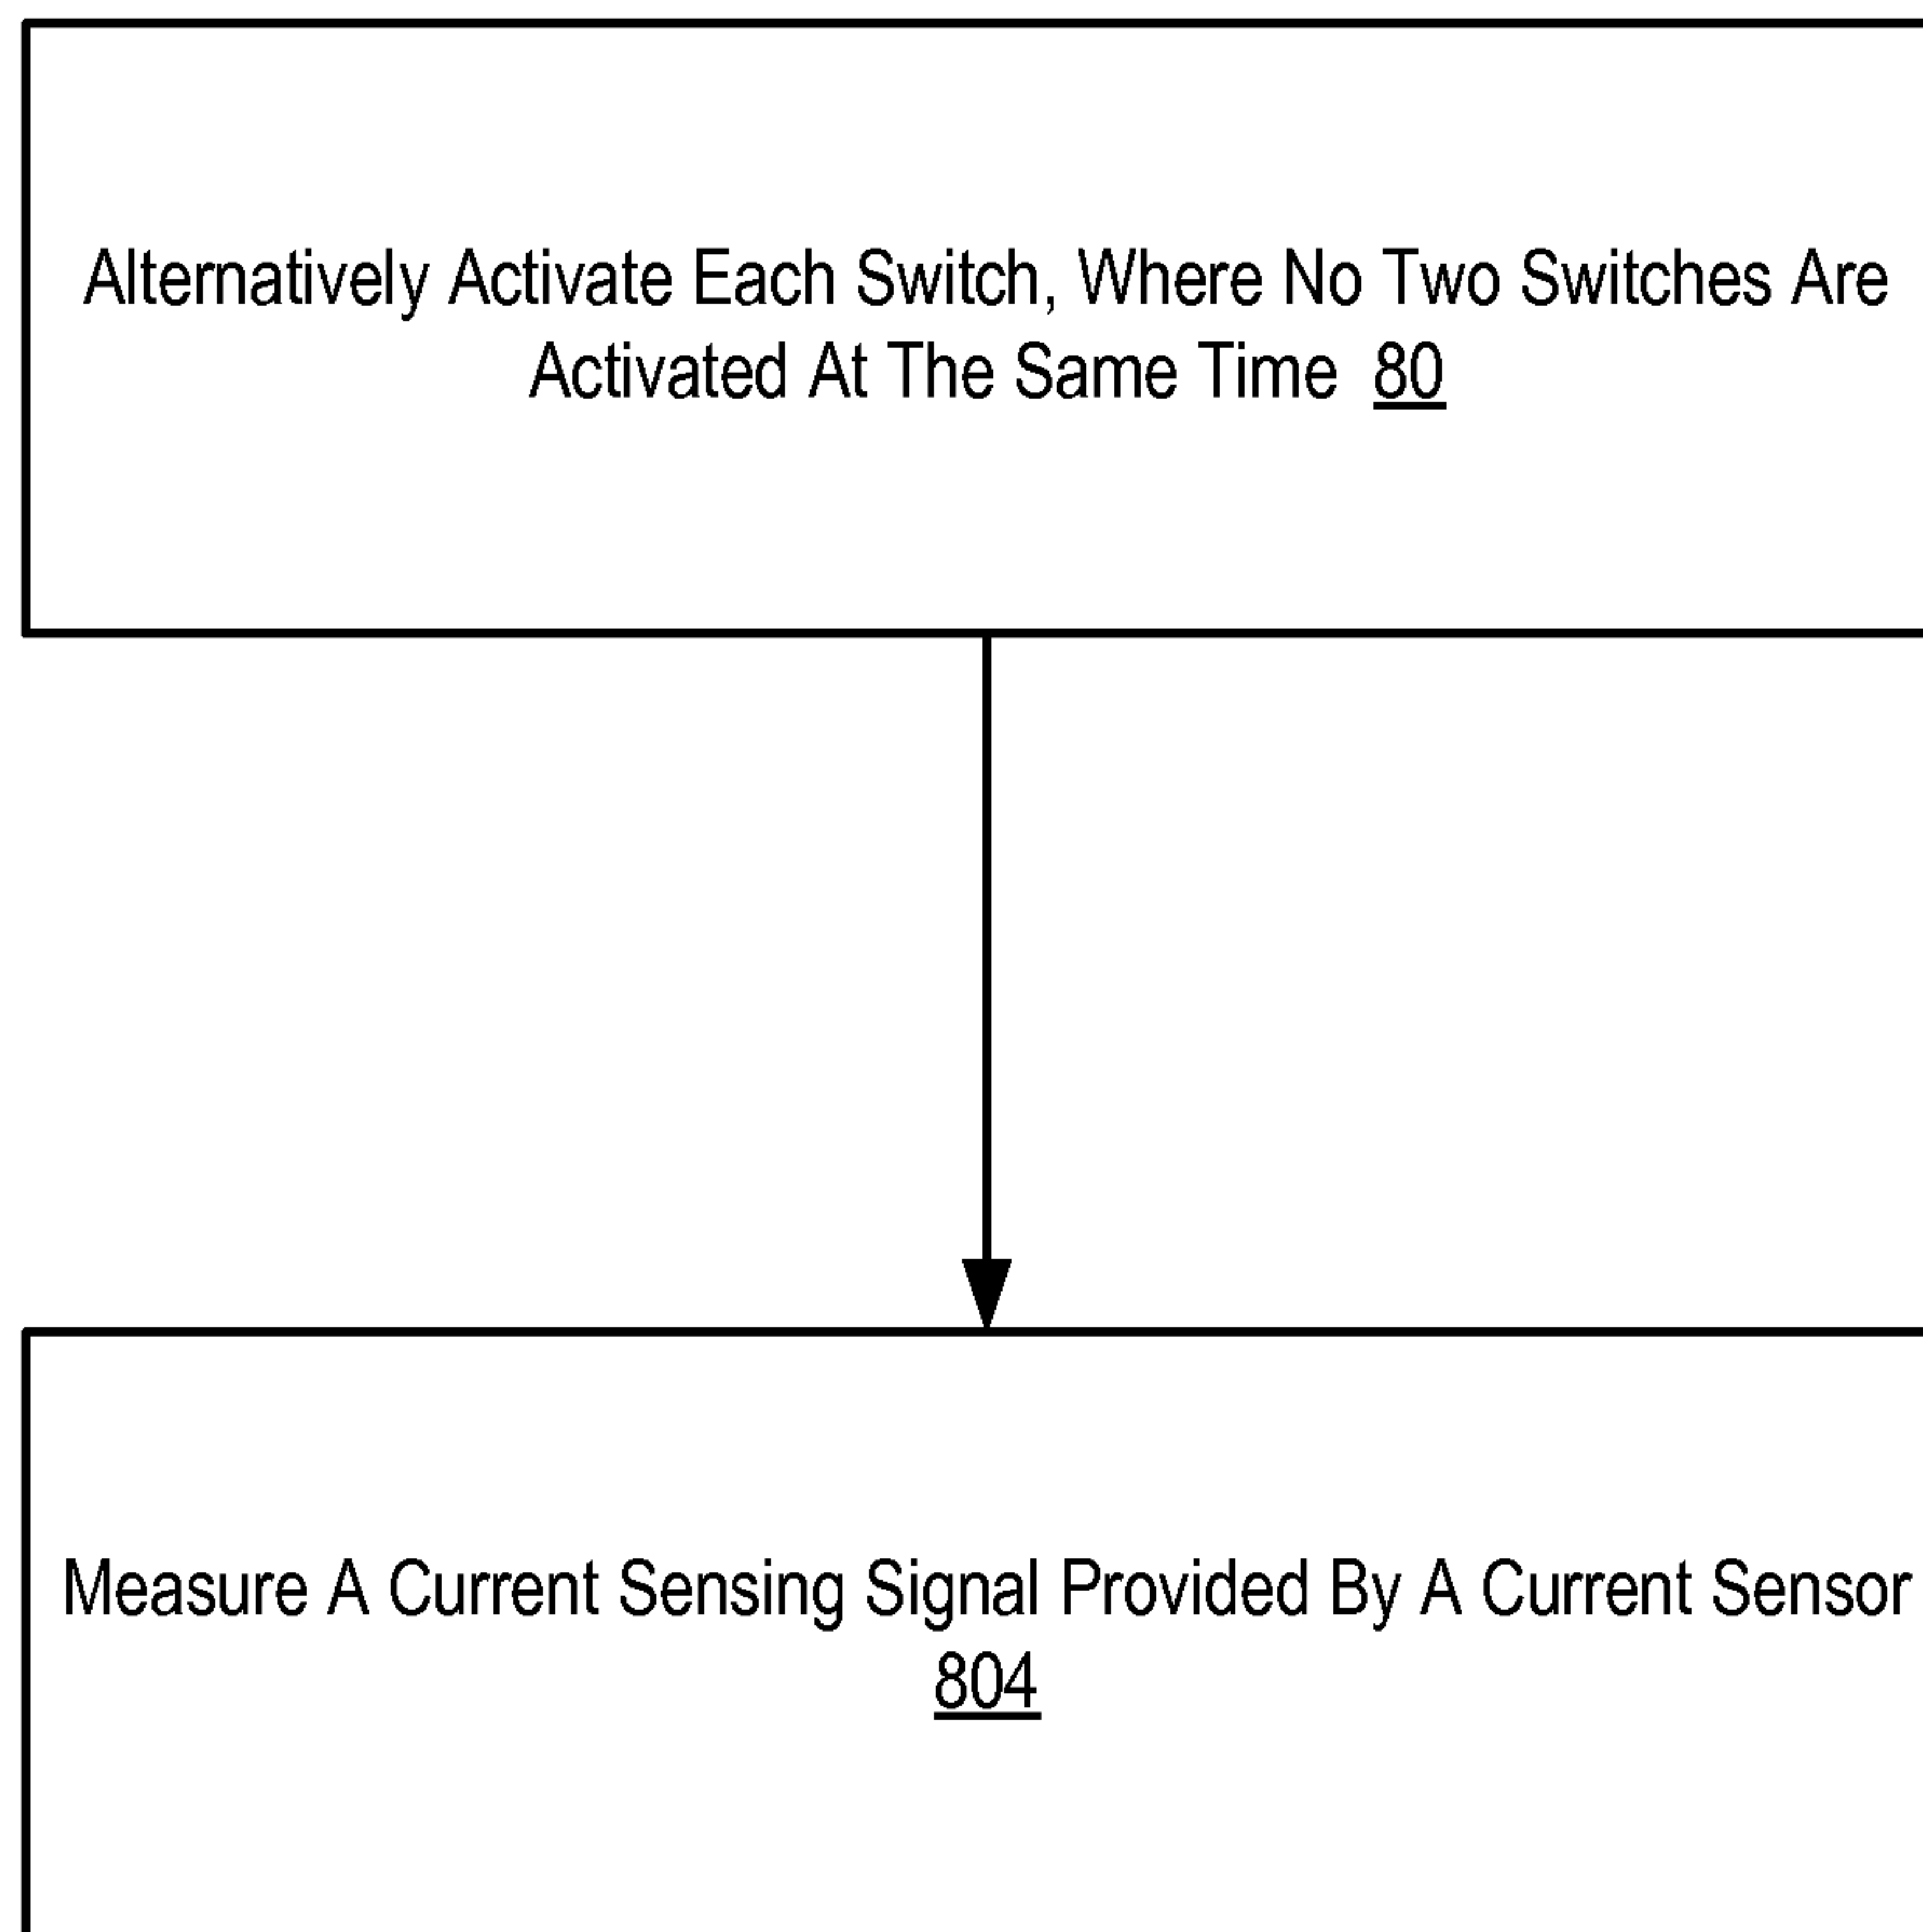 Alternatively Activate Each Switch, Where No Two Switches Are
Activated At The Same Time 80
Measure A Current Sensing Signal Provided By A Current Sensor
804